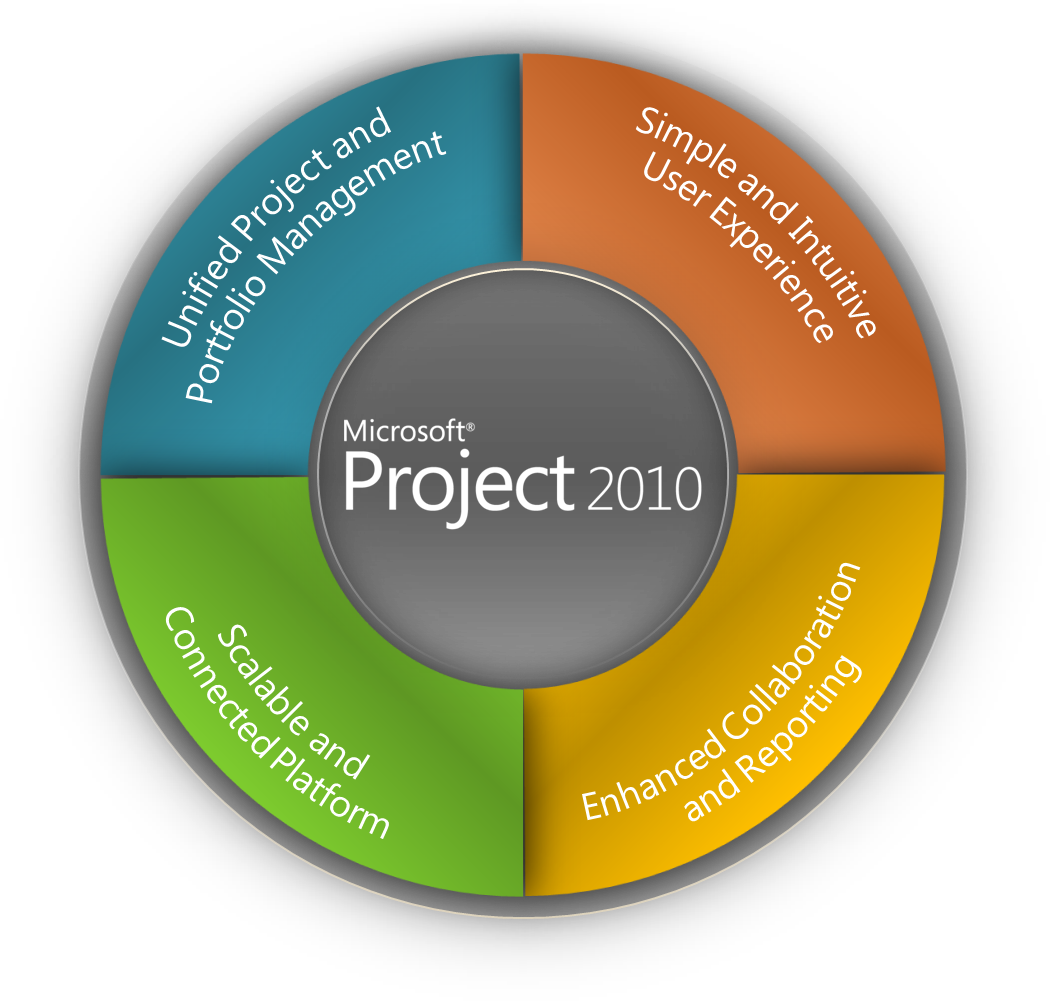 Unified Project and
Portfolio Management
Simple and Intuitive
User Experience
Microsoft®
Project 2010
Scalable and
Connected Platform
Enhanced Collaboration
and Reporting